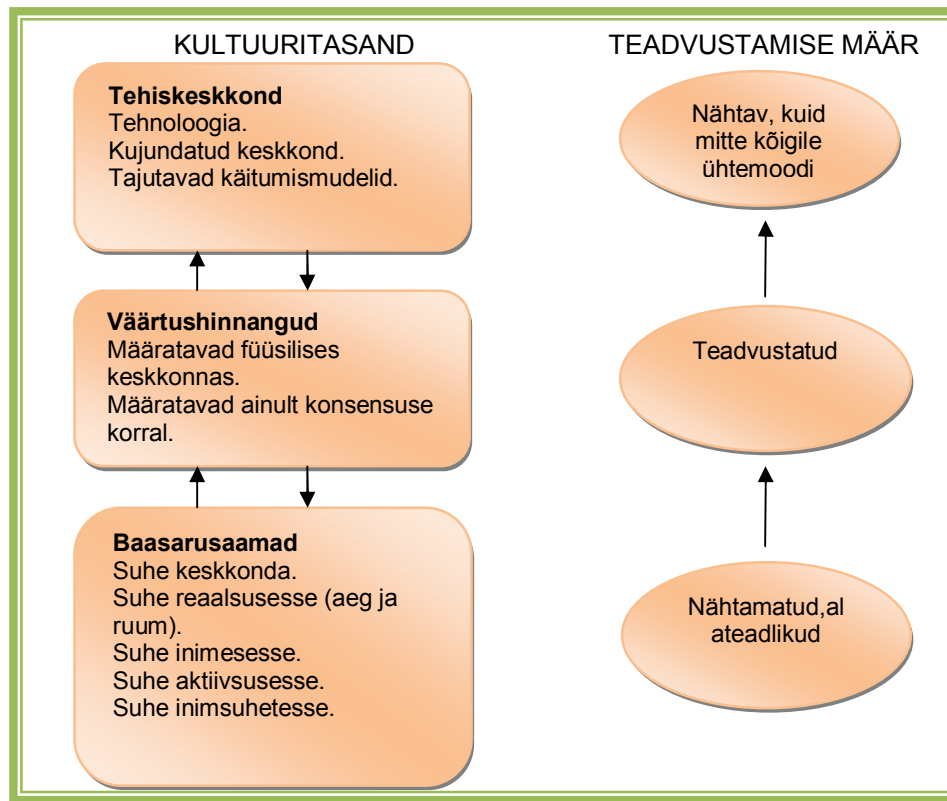 KULTUURITASAND
TEADVUSTAMISE MÄÄR
Tehiskeskkond
Tehnoloogia.
Kujundatud keskkond.
Tajutavad käitumismudelid.
Nähtav, kuid
mitte kõigile
ühtemoodi
Väärtushinnangud
Määratavad füüsilises
keskkonnas.
Määratavad ainult konsensuse
korral.
Teadvustatud
Baasarusaamad
Suhe keskkonda.
Suhe reaalsusesse (aeg ja
ruum).
Suhe inimesesse.
Suhe aktiivsusesse.
Suhe inimsuhetesse.
Nähtamatud,al
ateadlikud